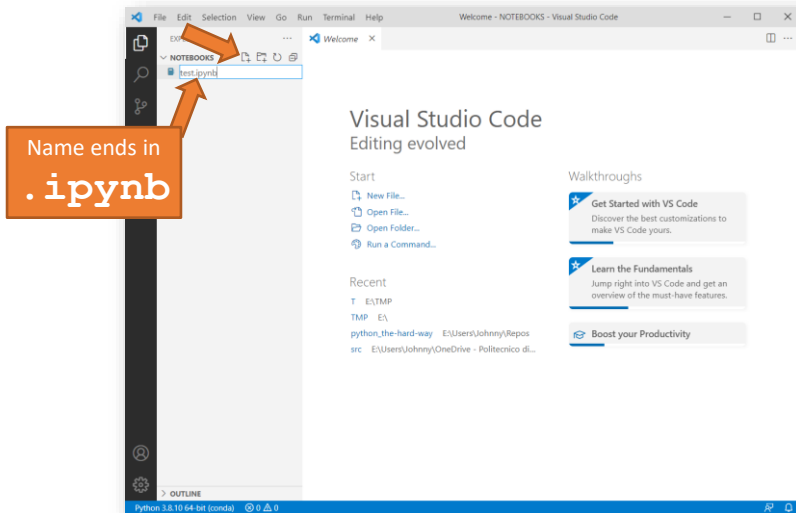 File Edit Selection View Go Run Terminal Help
Welcome - NOTEBOOKS - Visual Studio Code
Welcome
NOTEBOOKS
test.ipynb
Name ends in
.ipynb
Visual Studio Code
Editing evolved
Start
New File...
Open File...
Open Folder...
Run a Command...
Recent
T E:\TMP
TMP E:\
python_the-hard-way E:\Users\Johnny\Repos
src E:\Users\Johnny\OneDrive - Politecnico di...
Walkthroughs
Get Started with VS Code
Discover the best customizations to
make VS Code yours.
Learn the Fundamentals
Jump right into VS Code and get an
overview of the must-have features.
Boost your Productivity
OUTLINE
Python 3.8.10 64-bit (conda) 0 0